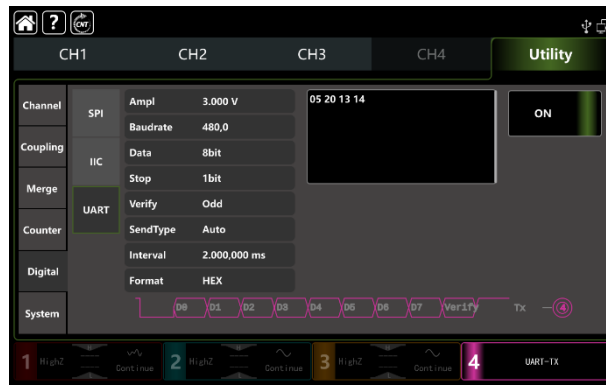 ? CNT
CH1 CH2 CH3 CH4 Utility
Channel
Coupling
Merge
Counter
Digital
System
SPI
IIC
UART
Ampl 3.000 V
Baudrate 480,0
Data 8bit
Stop 1bit
Verify Odd
SendType Auto
Interval 2.000,000 ms
Format HEX
05 20 13 14
ON
D0 D1 D2 D3 D4 D5 D6 D7 Verify Tx 4
1 HighZ Continue 2 HighZ Continue 3 HighZ Continue 4 UART-TX